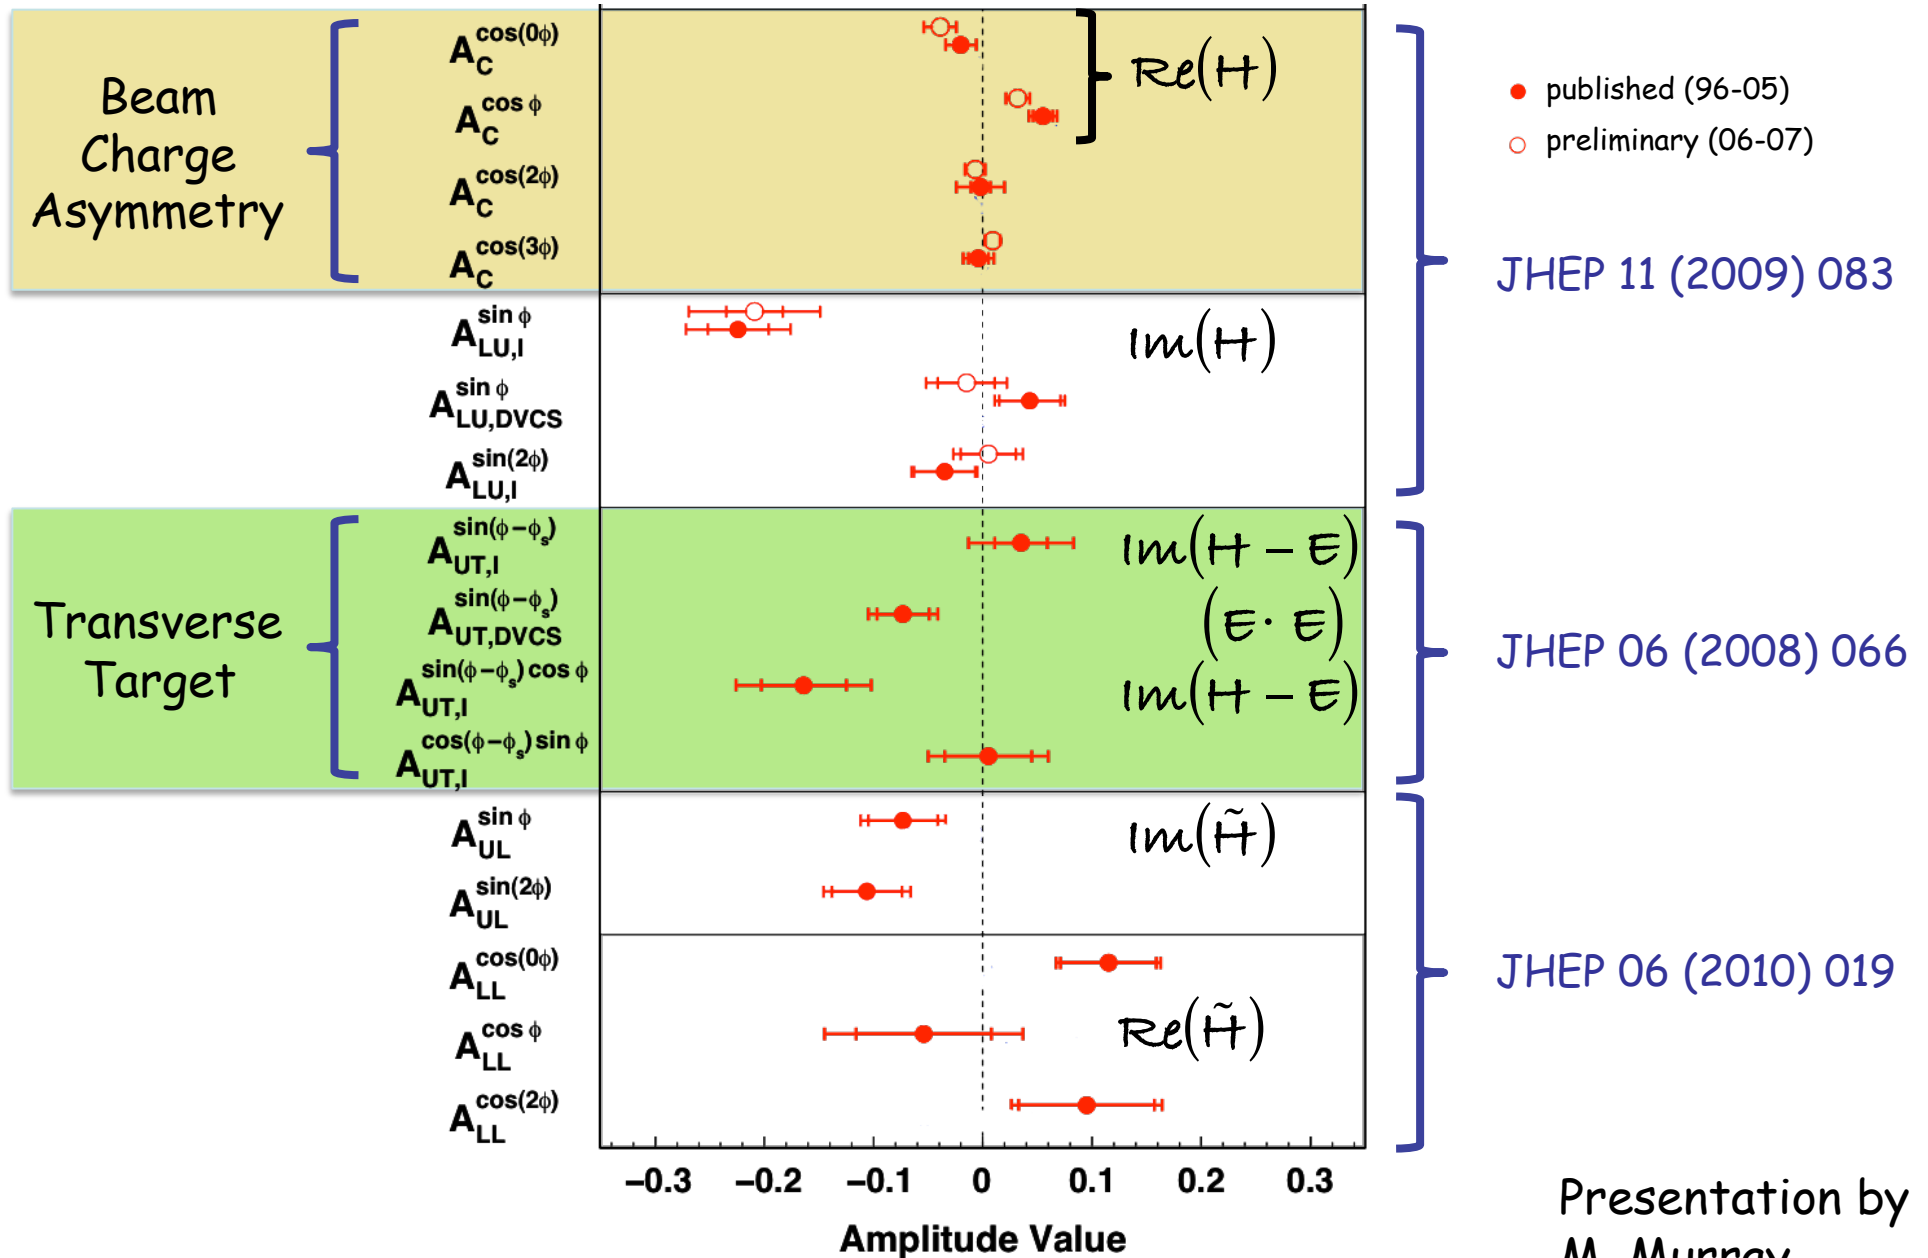 Beam
Charge
Asymmetry
A_C^cos(0ϕ)
A_C^cos ϕ
A_C^cos(2ϕ)
A_C^cos(3ϕ)
Re(H)
published (96-05)
preliminary (06-07)
A_LU,I^sin ϕ
A_LU,DVCS^sin ϕ
A_LU,I^sin(2ϕ)
Im(H)
JHEP 11 (2009) 083
Transverse
Target
A_UT,I^sin(ϕ−ϕ_s)
A_UT,DVCS^sin(ϕ−ϕ_s)
A_UT,I^sin(ϕ−ϕ_s) cos ϕ
A_UT,I^cos(ϕ−ϕ_s) sin ϕ
Im(H − E)
(E · E)
Im(H − E)
JHEP 06 (2008) 066
A_UL^sin ϕ
A_UL^sin(2ϕ)
Im(H̃)
A_LL^cos(0ϕ)
A_LL^cos ϕ
A_LL^cos(2ϕ)
Re(H̃)
JHEP 06 (2010) 019
−0.3 −0.2 −0.1 0 0.1 0.2 0.3
Amplitude Value
Presentation by
M. Murray